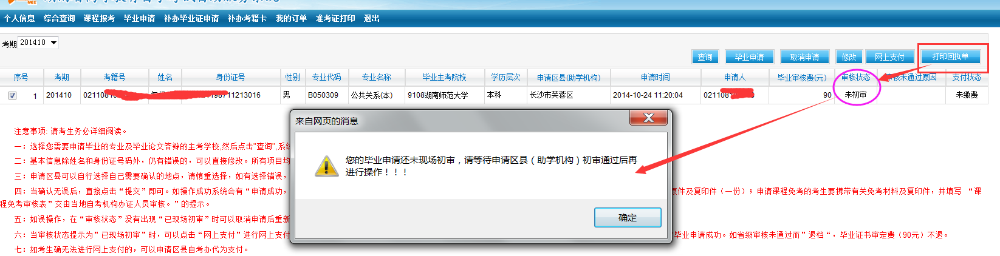 个人信息 综合查询 课程报考 毕业申请 补办毕业证申请 补办考籍卡 我的订单 准考证打印 退出
考期 201410
查询 毕业申请 取消申请 修改 网上支付 打印回执单
序号 考期 考籍号 姓名 身份证号 性别 专业代码 专业名称 毕业主考院校 学历层次 申请区县(助学机构) 申请时间 申请人 毕业审核费(元) 审核状态 审核未通过原因 支付状态
1 201410 男 B050309 公共关系(本) 9108湖南师范大学 本科 长沙市芙蓉区 2014-10-24 11:20:04 90 未初审 未缴费
来自网页的消息
您的毕业申请还未现场初审，请等待申请区县（助学机构）初审通过后再
进行操作！！！
确定
注意事项: 请考生务必详细阅读。
一：选择您需要申请毕业的专业及毕业论文答辩的主考学校,然后点击"查询",系统
二：基本信息除姓名和身份证号码外，仍有错误的，可以直接修改。所有项目均
三：申请区县可以自行选择自己需要确认的地点，请慎重选择，如有选择错误，
四：当确认无误后，直接点击“提交”即可。如操作成功系统会有“申请成功， 原件及复印件（一份）；申请课程免考的考生要携带有关免考材料及复印件，并填写 “课
程免考审核表”交由当地自考机构办证人员审核。”的提示。
五：如误操作，在“审核状态”没有出现“已现场初审”时可以取消申请后重新
六：当审核状态提示为”已现场初审”时，可以点击“网上支付”进行网上支付 毕业申请成功。如省级审核未通过而”退档“，毕业证书审定费（90元）不退。
七：如考生确无法进行网上支付的，可以申请区县自考办代为支付。